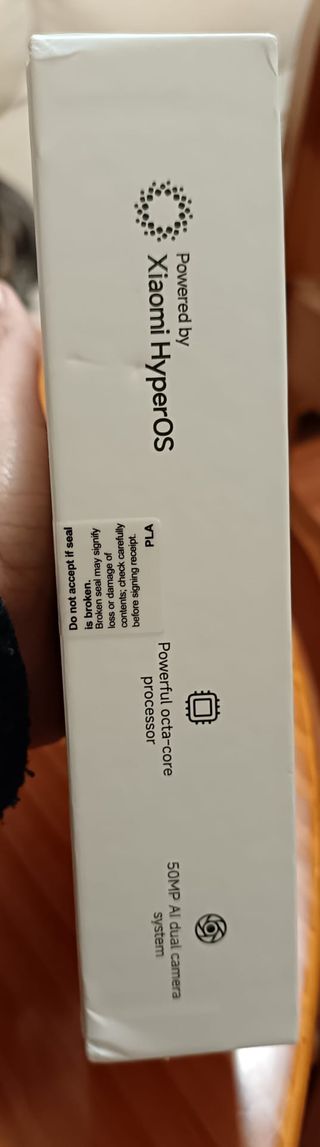 Powered by
Xiaomi HyperOS
Do not accept if seal
is broken.
Broken seal may signify
loss or damage of
contents; check carefully
before signing receipt.
PLA
Powerful octa-core
processor
50MP AI dual camera
system